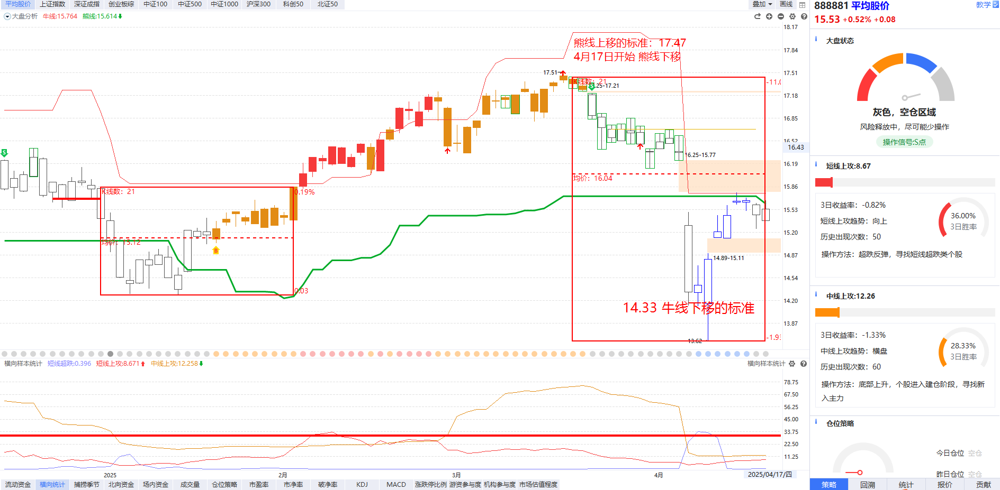 平均股价 上证指数 深证成指 创业板综 中证100 中证500 中证1000 沪深300 科创50 北证50 叠加 画线
大盘分析 牛线:15.764 熊线:15.614
熊线上移的标准：17.47
4月17日开始 熊线下移
17.51
K线数：21
.25-17.21
-11.0
16.25-15.77
均价：16.04
14.89-15.11
14.33 牛线下移的标准
13.62
-1.93
S
S
K线数：21
0.19%
均价：15.12
B
0.03
18.17
17.84
17.51
17.18
16.85
16.52
16.43
16.19
15.86
15.53
15.20
14.87
14.54
14.20
13.87
横向样本统计 短线超跌:0.396 短线上攻:8.671 中线上攻:12.258 横向样本统计
78.75
67.50
56.25
45.00
33.75
22.50
11.25
2025 2月 3月 4月 2025/04/17/四
流动资金 横向统计 捕捞季节 北向资金 场内资金 成交量 仓位策略 市盈率 市净率 破净率 KDJ MACD 涨跌停比例 游资参与度 机构参与度 市场估值程度
888881 平均股价 教学
15.53 +0.52% +0.08
大盘状态
灰色，空仓区域
风险释放中，尽可能少操作
操作信号:S点
短线上攻:8.67
3日收益率：-0.82%
短线上攻趋势：向上
历史出现次数：50
36.00%
3日胜率
操作方法：超跌反弹，寻找短线超跌类个股
中线上攻:12.26
3日收益率：-1.33%
中线上攻趋势：横盘
历史出现次数：60
28.33%
3日胜率
操作方法：底部上升，个股进入建仓阶段，寻找新
入主力
仓位策略
今日仓位 空仓
昨日仓位 空仓
策略 回溯 统计 报价 贡献